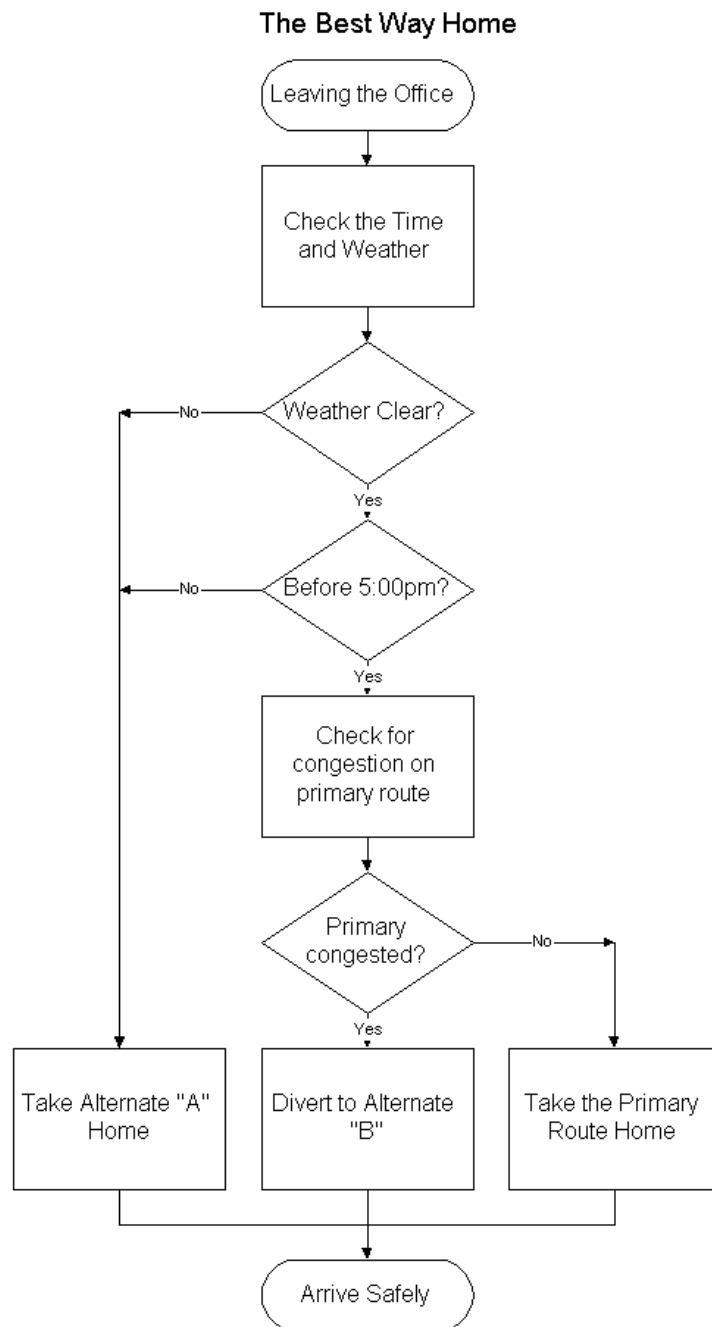 The Best Way Home
Leaving the Office
Check the Time
and Weather
Weather Clear?
No
Yes
Before 5:00pm?
No
Yes
Check for
congestion on
primary route
Primary
congested?
No
Yes
Take Alternate "A"
Home
Divert to Alternate
"B"
Take the Primary
Route Home
Arrive Safely